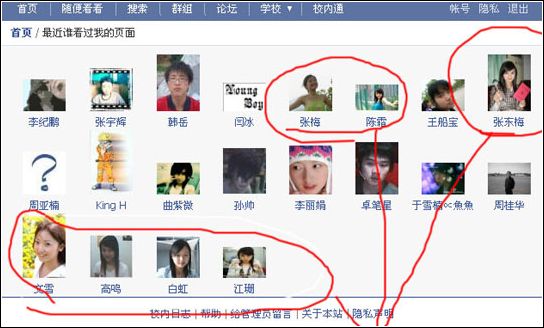 首页 随便看看 搜索 群组 论坛 学校 ▼ 校内通 帐号 隐私 退出
首页 / 最近谁看过我的页面
Young Boy
李纪鹏 张宇辉 韩岳 闫冰 张梅 陈霜 王船宝 张东梅
?
周亚楠 King H 曲紫微 孙帅 李丽娟 卓笔星 于雪楠∝魚魚 周桂华
文雪 高鸣 白虹 江珊
校内日志 | 帮助 | 给管理员留言 | 关于本站 | 隐私声明